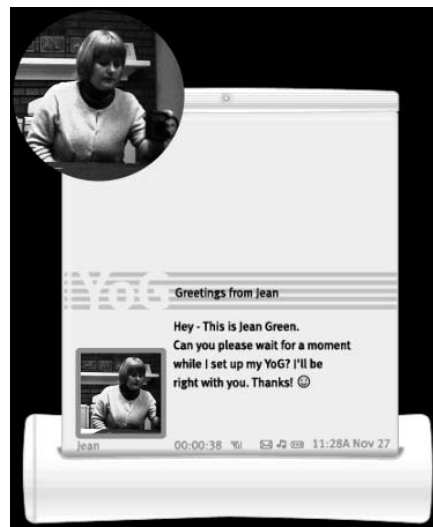 YoG
Greetings from Jean
Hey - This is Jean Green.
Can you please wait for a moment
while I set up my YoG? I'll be
right with you. Thanks! ☺
Jean 00:00:38 11:28A Nov 27